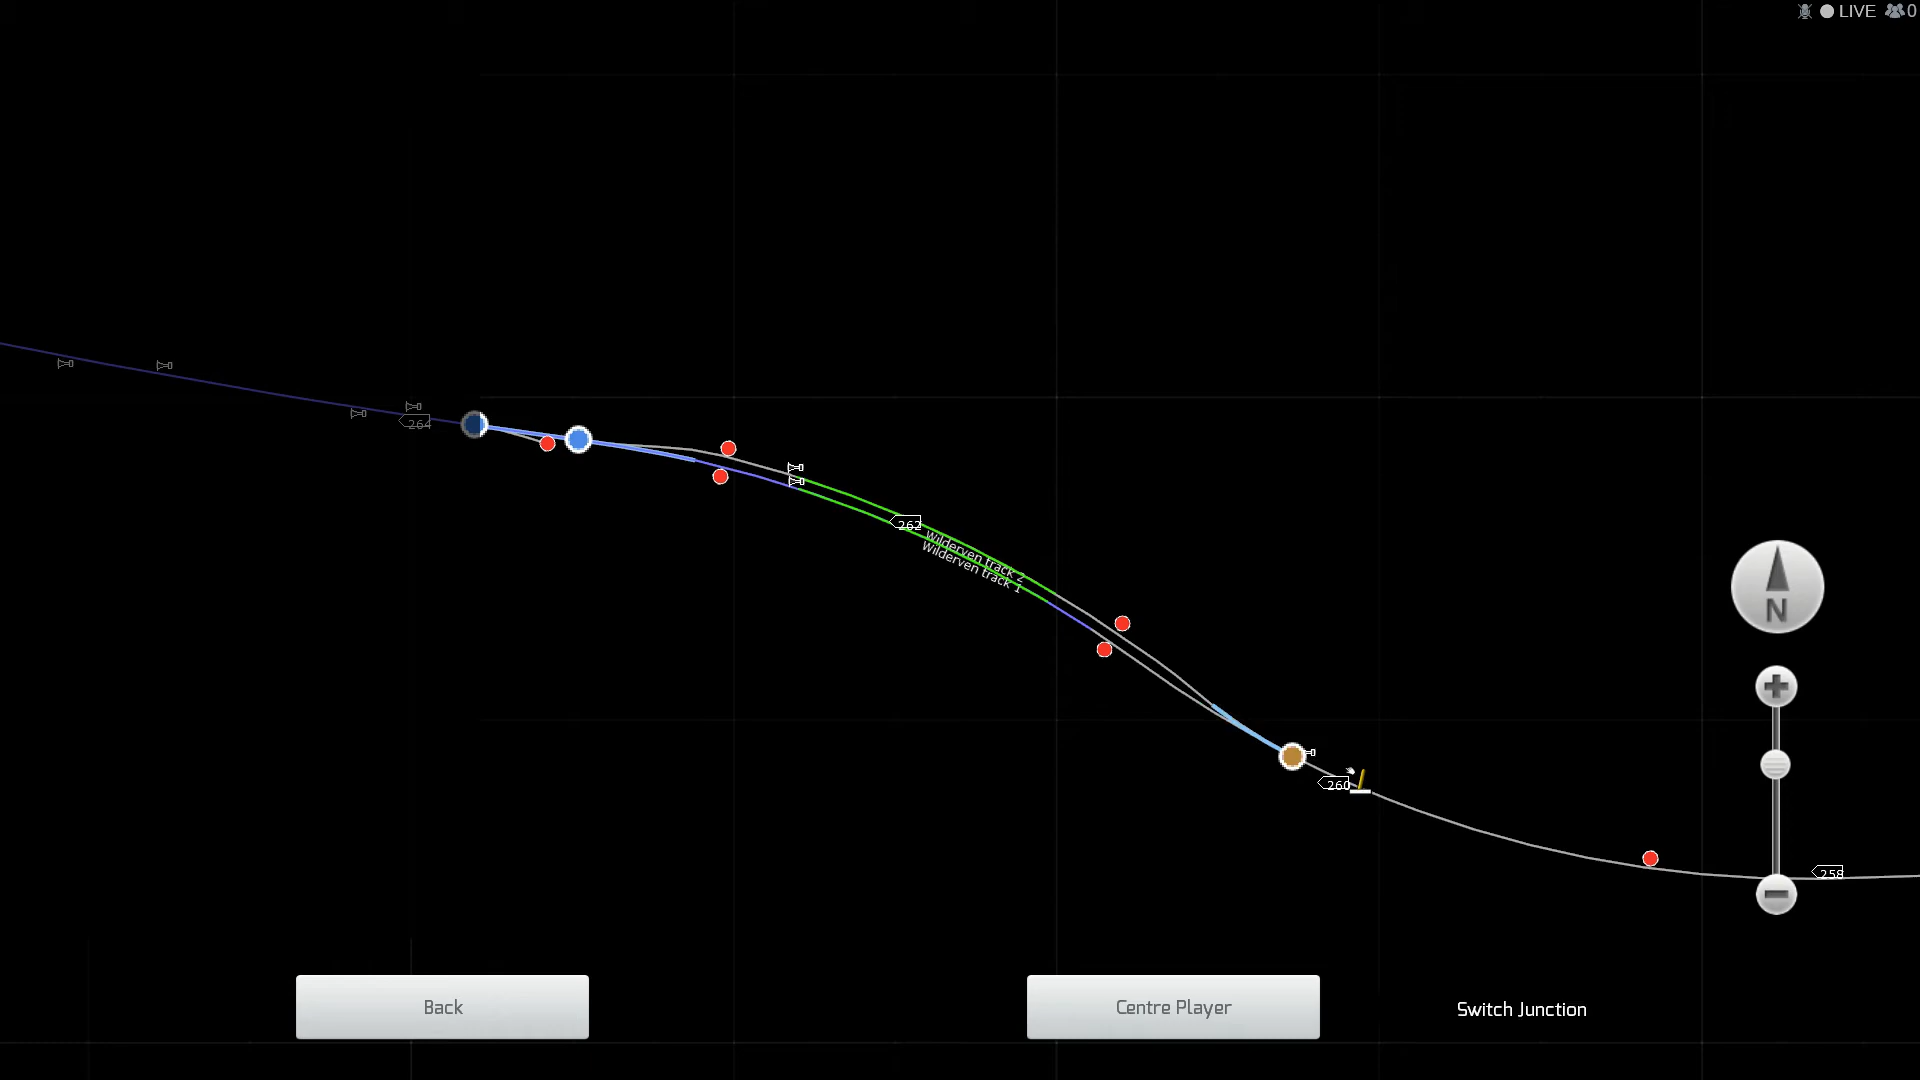 LIVE 0
264
262
Wilderven track 2
Wilderven track 1
N
260
258
Back
Centre Player
Switch Junction